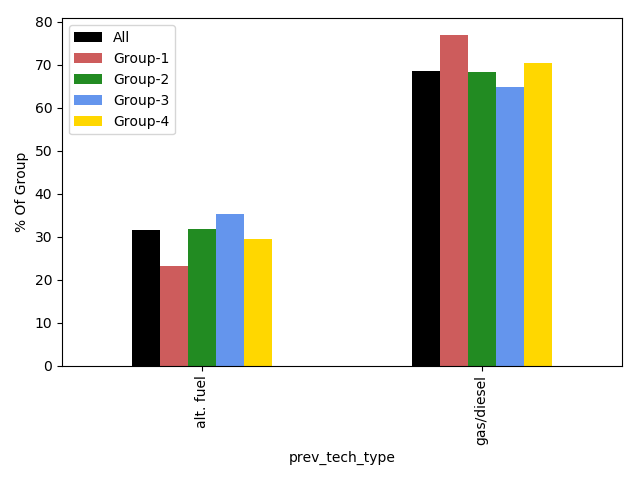 80
70
60
50
40
30
20
10
0
% Of Group
All
Group-1
Group-2
Group-3
Group-4
alt. fuel
gas/diesel
prev_tech_type